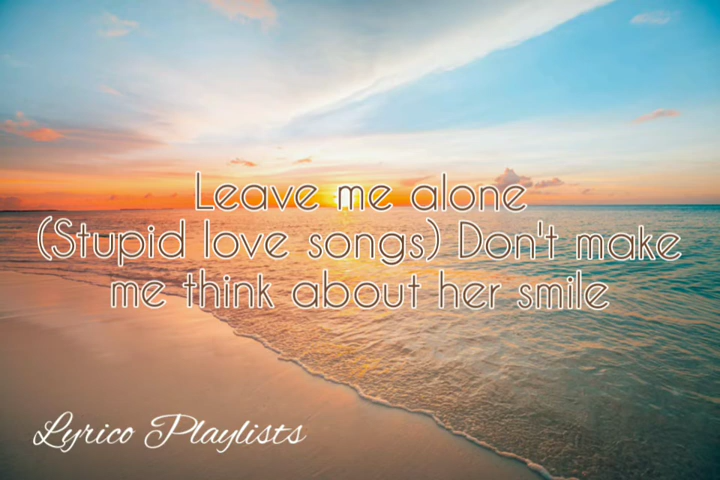 Leave me alone
(Stupid love songs) Don't make
me think about her smile
Lyrico Playlists